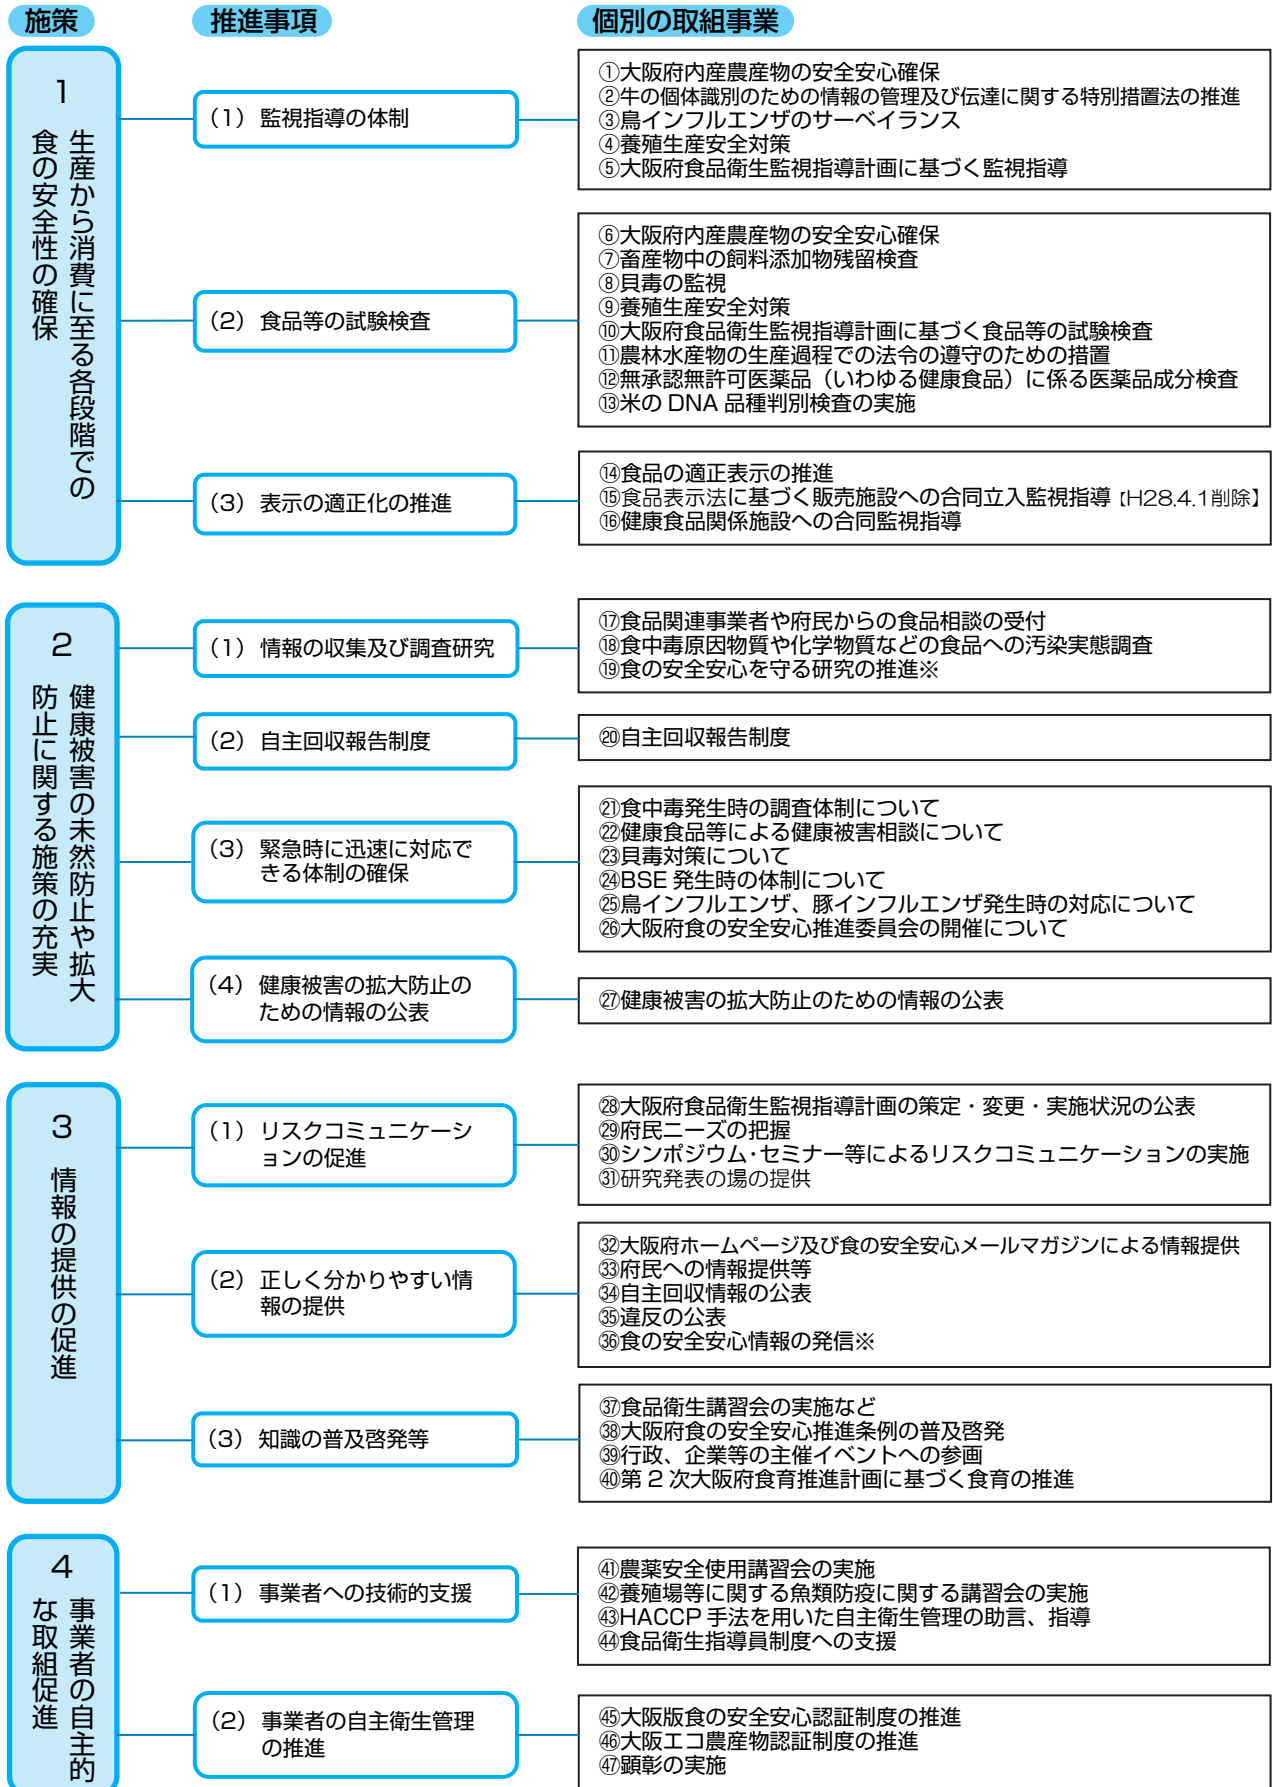 施策
推進事項
個別の取組事業
1
生産から消費に至る各段階での
食の安全性の確保
（1）監視指導の体制
①大阪府内産農産物の安全安心確保
②牛の個体識別のための情報の管理及び伝達に関する特別措置法の推進
③鳥インフルエンザのサーベイランス
④養殖生産安全対策
⑤大阪府食品衛生監視指導計画に基づく監視指導
（2）食品等の試験検査
⑥大阪府内産農産物の安全安心確保
⑦畜産物中の飼料添加物残留検査
⑧貝毒の監視
⑨養殖生産安全対策
⑩大阪府食品衛生監視指導計画に基づく食品等の試験検査
⑪農林水産物の生産過程での法令の遵守のための措置
⑫無承認無許可医薬品（いわゆる健康食品）に係る医薬品成分検査
⑬米の DNA 品種判別検査の実施
（3）表示の適正化の推進
⑭食品の適正表示の推進
⑮食品表示法に基づく販売施設への合同立入監視指導【H28.4.1削除】
⑯健康食品関係施設への合同監視指導
2
健康被害の未然防止や拡大
防止に関する施策の充実
（1）情報の収集及び調査研究
⑰食品関連事業者や府民からの食品相談の受付
⑱食中毒原因物質や化学物質などの食品への汚染実態調査
⑲食の安全安心を守る研究の推進※
（2）自主回収報告制度
⑳自主回収報告制度
（3）緊急時に迅速に対応で
きる体制の確保
㉑食中毒発生時の調査体制について
㉒健康食品等による健康被害相談について
㉓貝毒対策について
㉔BSE 発生時の体制について
㉕鳥インフルエンザ、豚インフルエンザ発生時の対応について
㉖大阪府食の安全安心推進委員会の開催について
（4）健康被害の拡大防止の
ための情報の公表
㉗健康被害の拡大防止のための情報の公表
3
情報の提供の促進
（1）リスクコミュニケーシ
ョンの促進
㉘大阪府食品衛生監視指導計画の策定・変更・実施状況の公表
㉙府民ニーズの把握
㉚シンポジウム・セミナー等によるリスクコミュニケーションの実施
㉛研究発表の場の提供
（2）正しく分かりやすい情
報の提供
㉜大阪府ホームページ及び食の安全安心メールマガジンによる情報提供
㉝府民への情報提供等
㉞自主回収情報の公表
㉟違反の公表
㊱食の安全安心情報の発信※
（3）知識の普及啓発等
㊲食品衛生講習会の実施など
㊳大阪府食の安全安心推進条例の普及啓発
㊴行政、企業等の主催イベントへの参画
㊵第 2 次大阪府食育推進計画に基づく食育の推進
4
事業者の自主的
な取組促進
（1）事業者への技術的支援
㊶農薬安全使用講習会の実施
㊷養殖場等に関する魚類防疫に関する講習会の実施
㊸HACCP 手法を用いた自主衛生管理の助言、指導
㊹食品衛生指導員制度への支援
（2）事業者の自主衛生管理
の推進
㊺大阪版食の安全安心認証制度の推進
㊻大阪エコ農産物認証制度の推進
㊼顕彰の実施